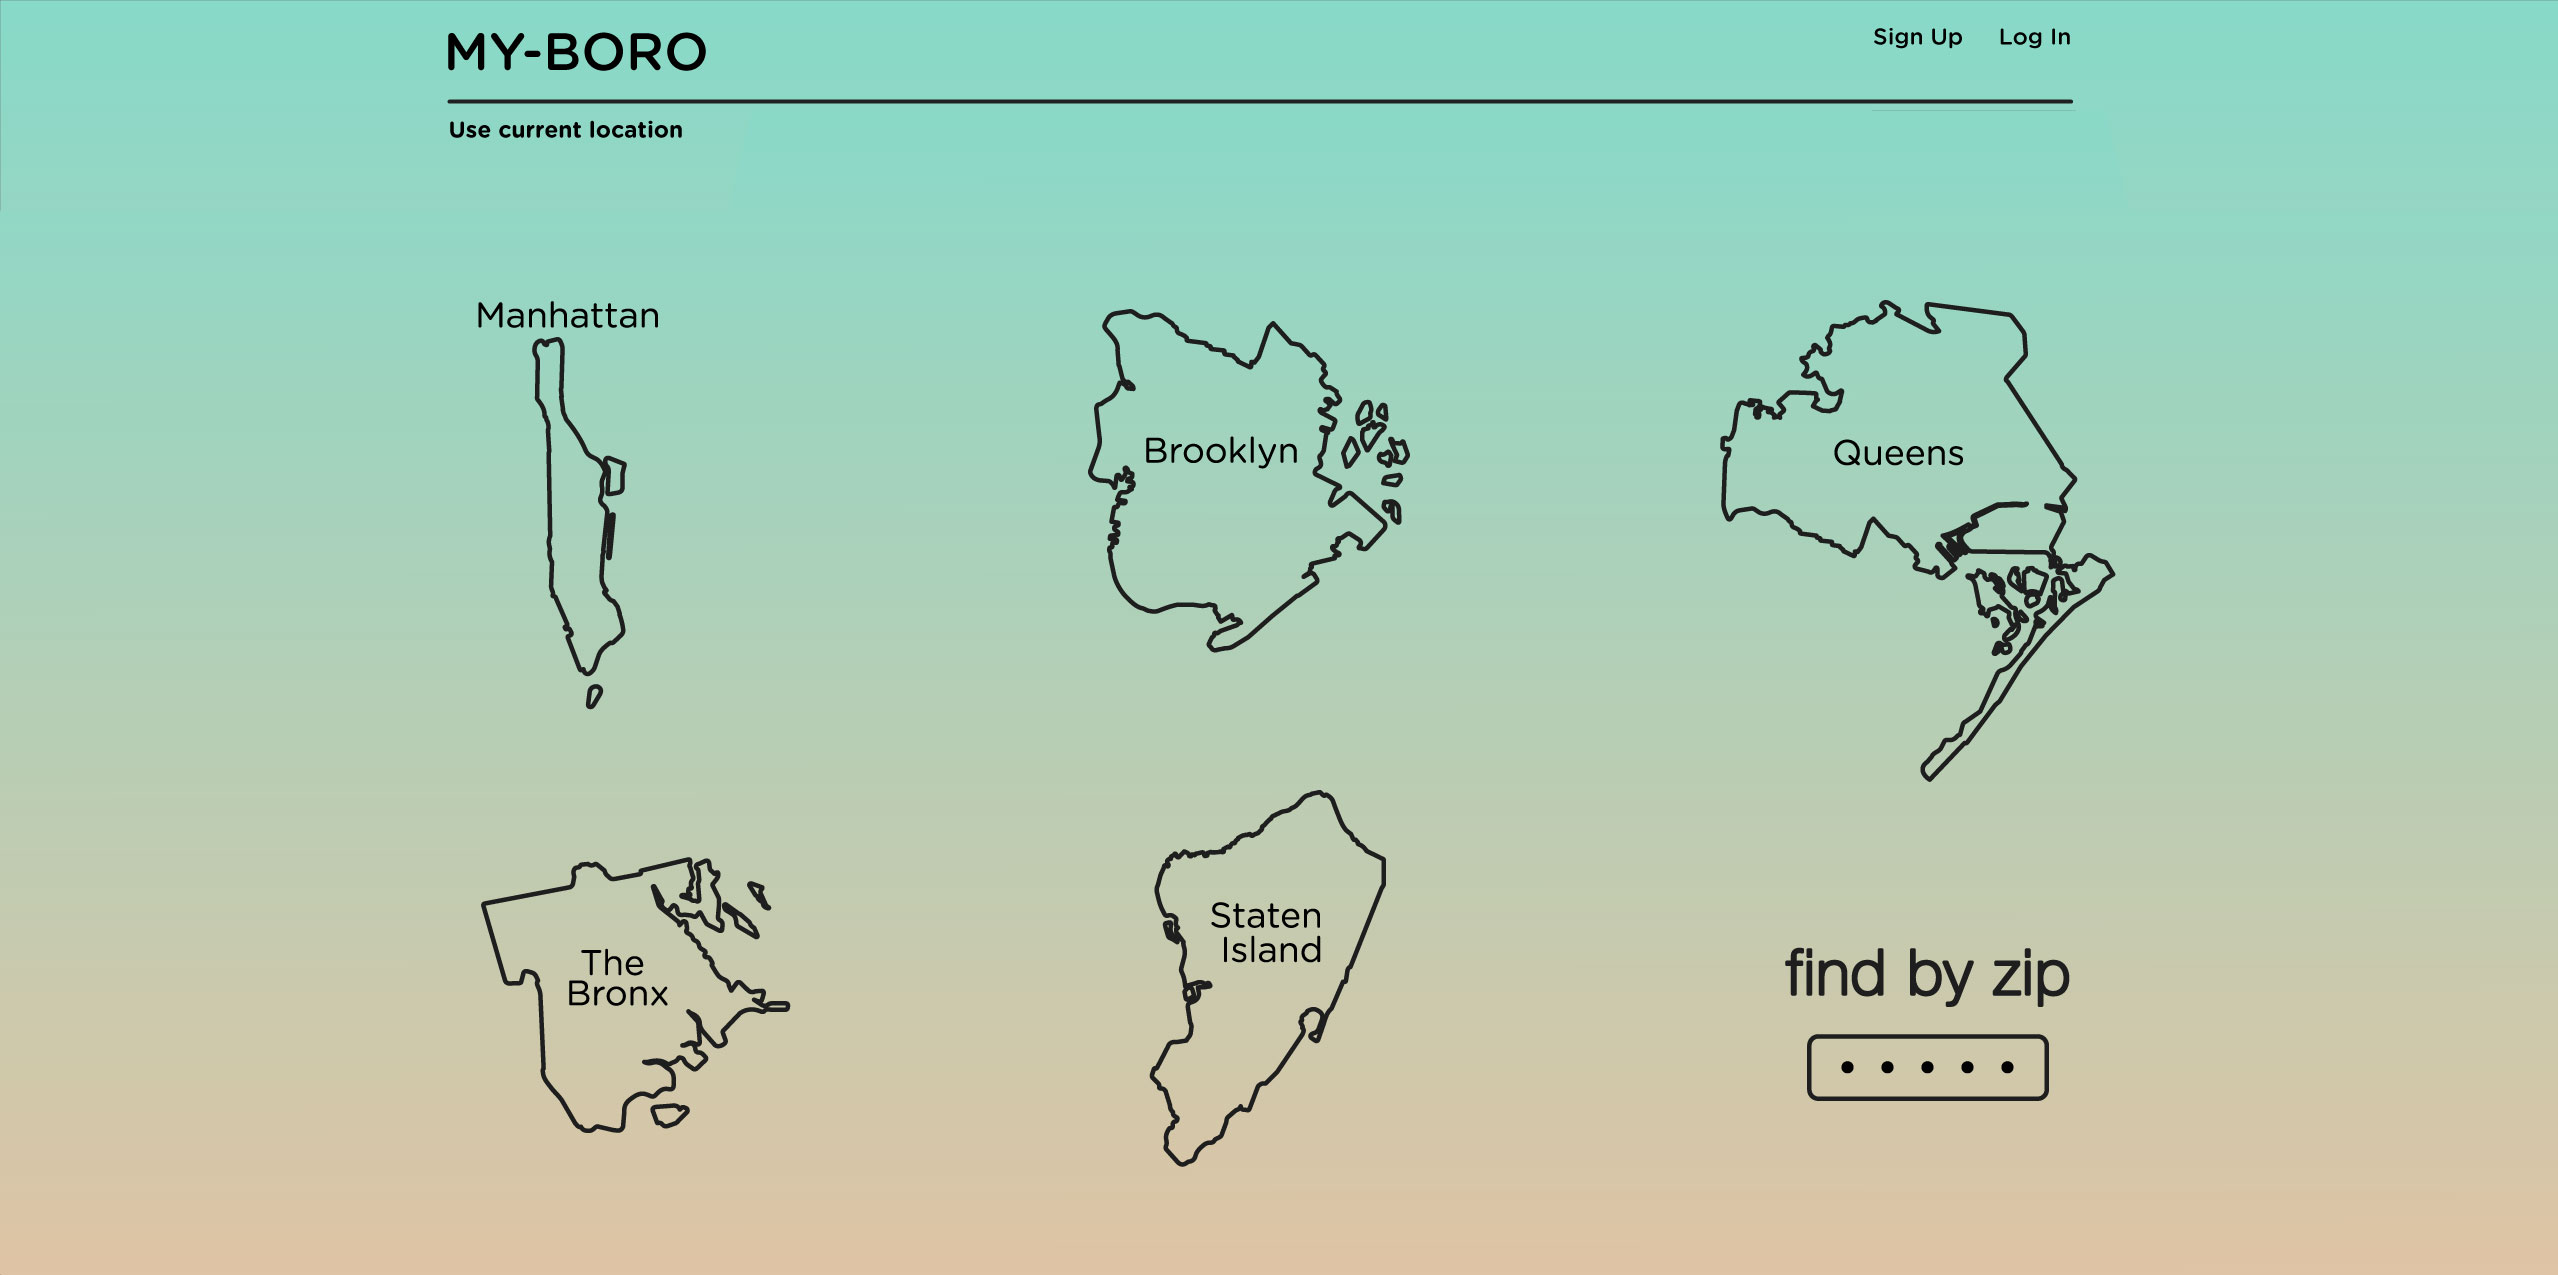 MY-BORO
Sign Up
Log In
Use current location
Manhattan
Brooklyn
Queens
The
Bronx
Staten
Island
find by zip